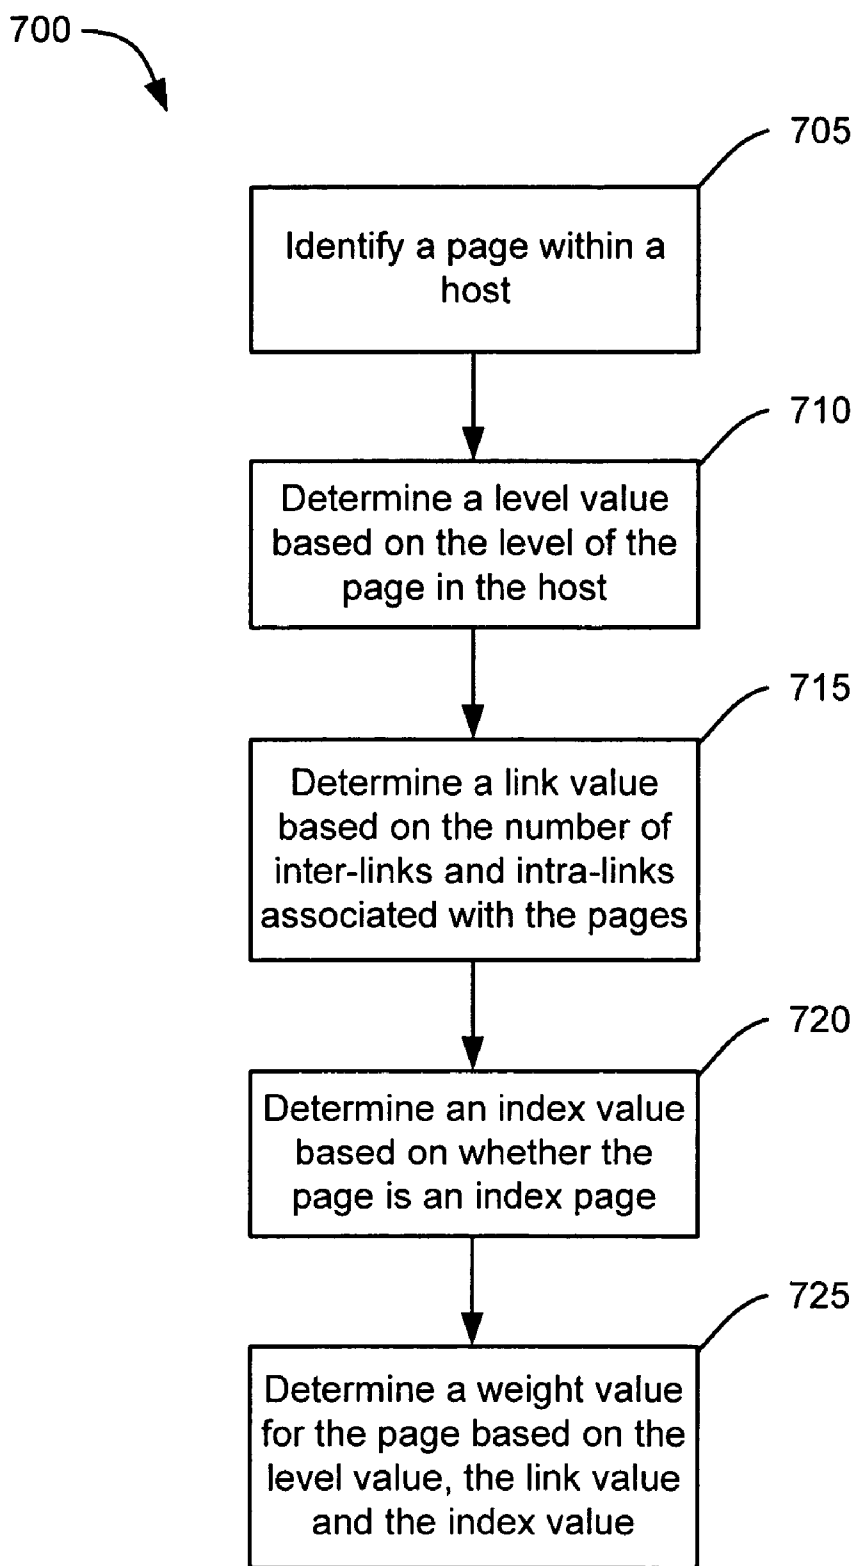 700
705
Identify a page within a
host
710
Determine a level value
based on the level of the
page in the host
715
Determine a link value
based on the number of
inter-links and intra-links
associated with the pages
720
Determine an index value
based on whether the
page is an index page
725
Determine a weight value
for the page based on the
level value, the link value
and the index value